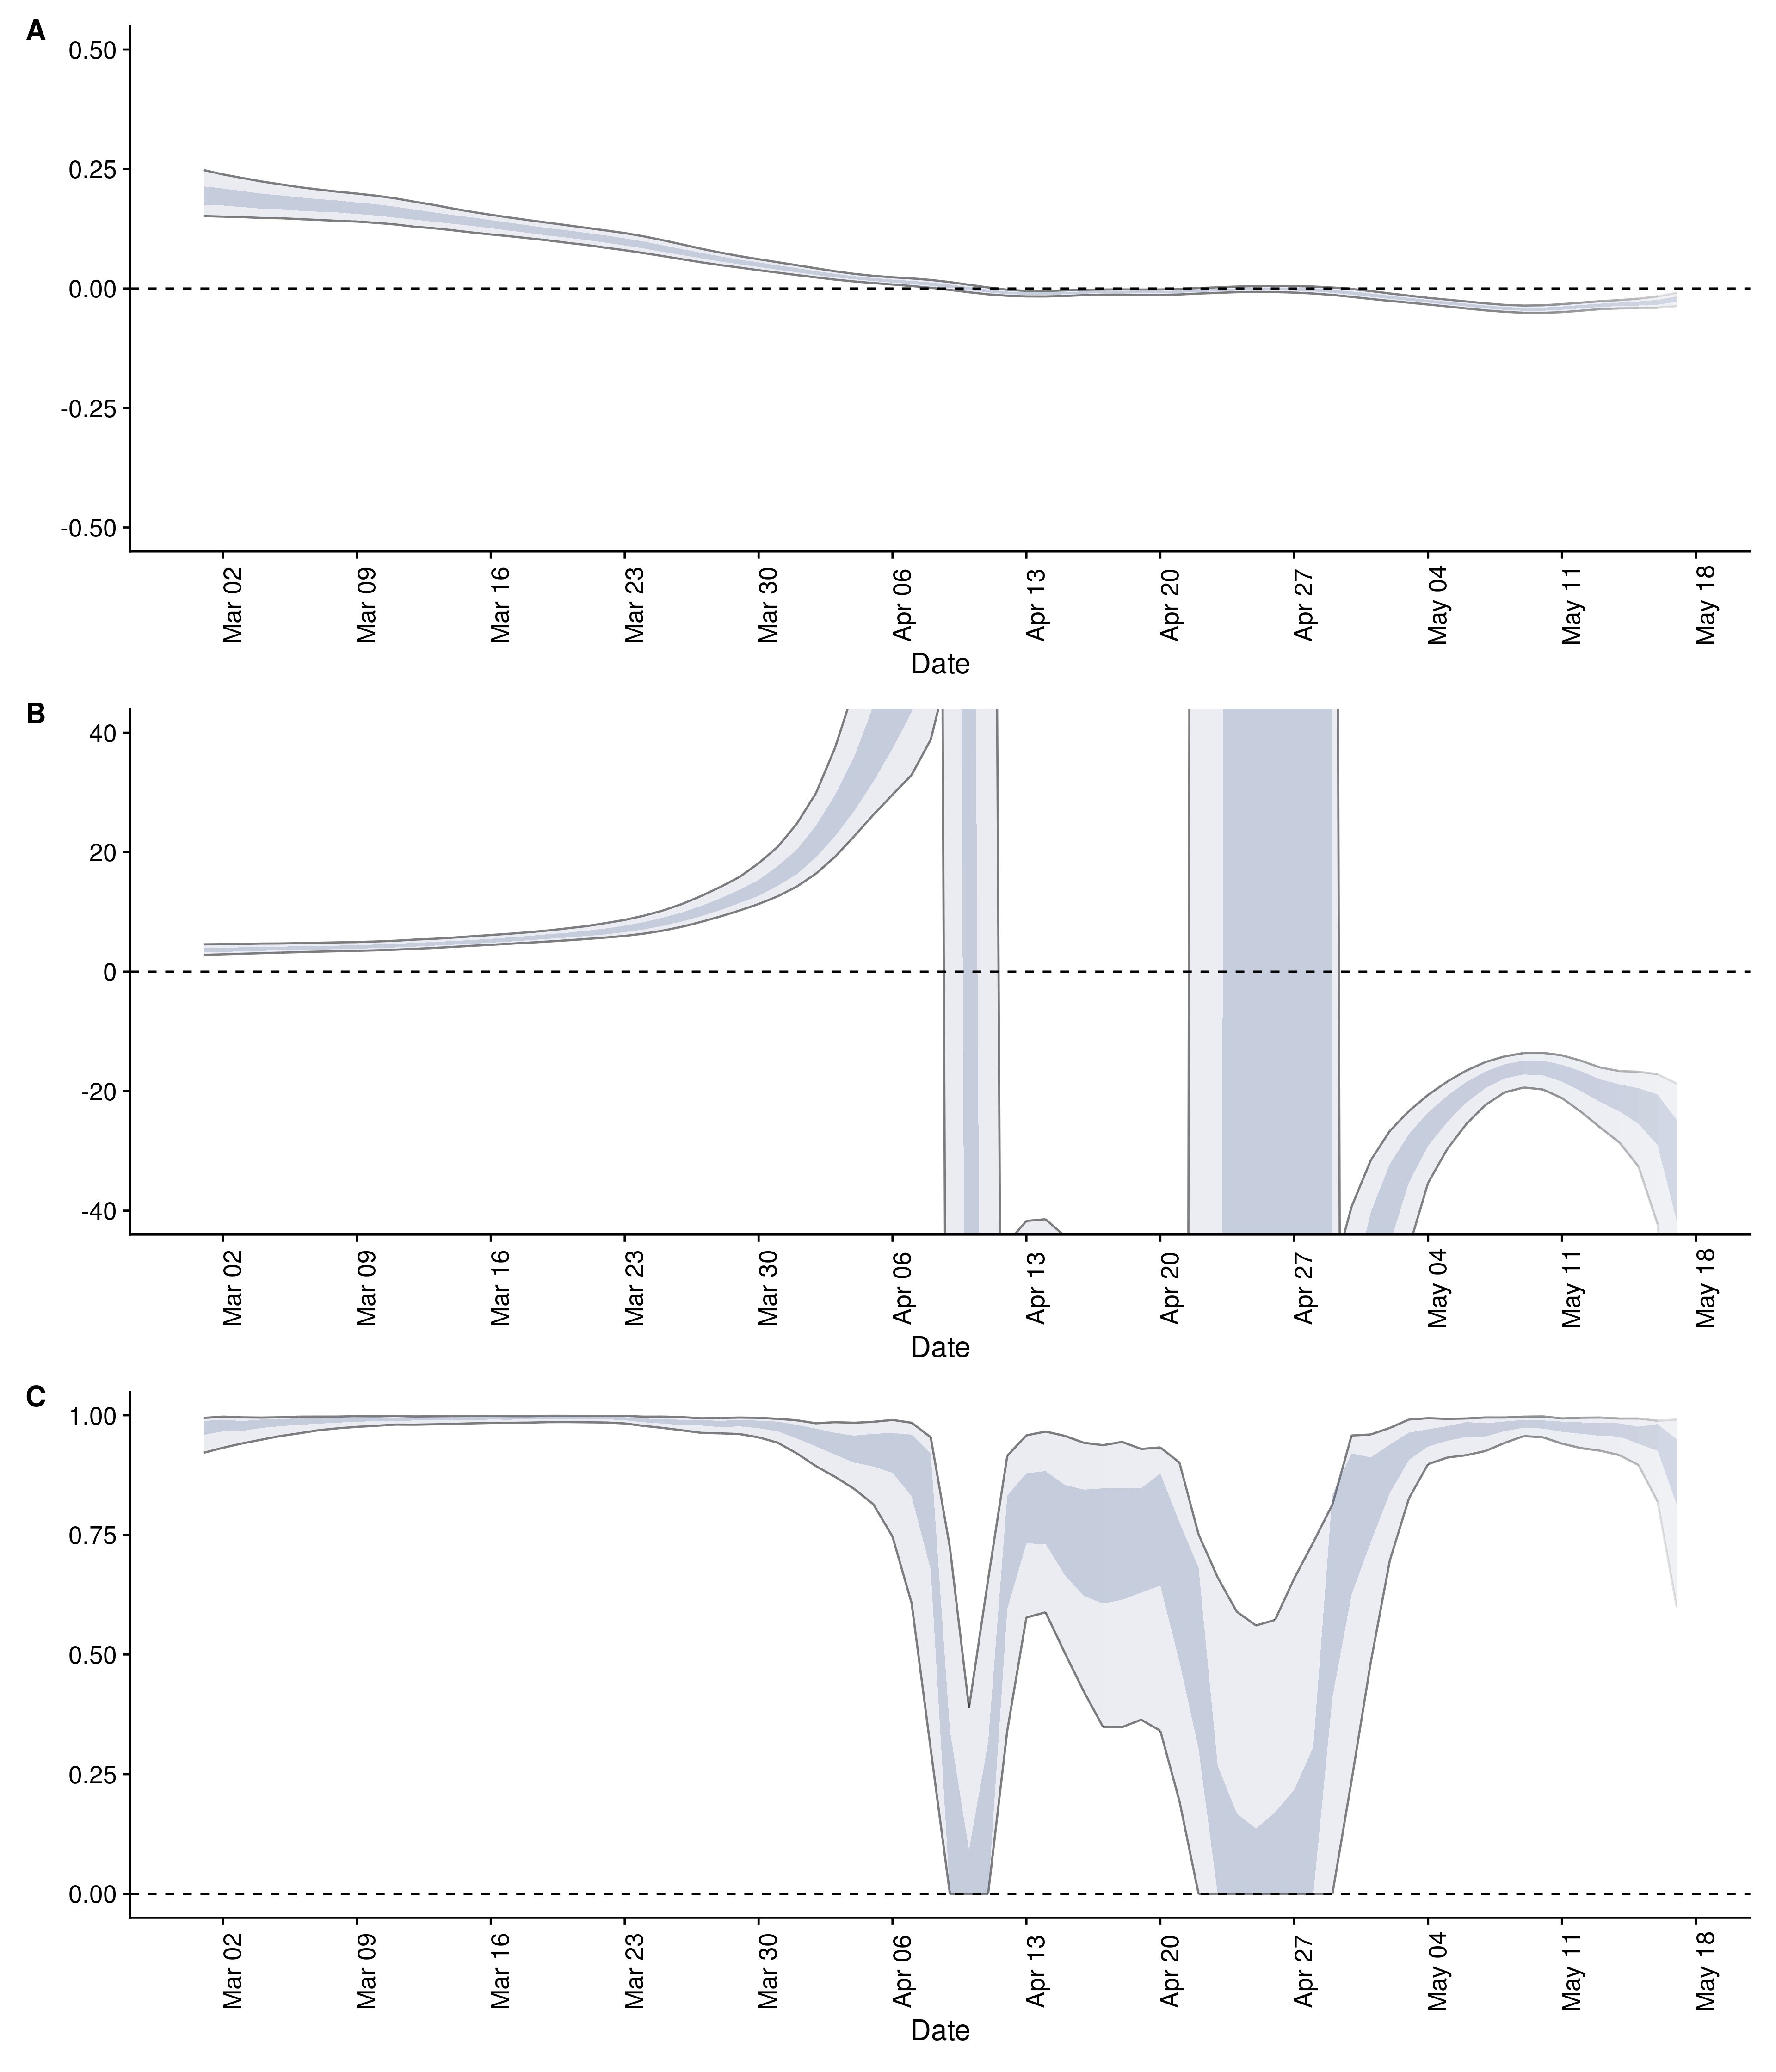 A
0.50
0.25
0.00
-0.25
-0.50
Mar 02
Mar 09
Mar 16
Mar 23
Mar 30
Apr 06
Apr 13
Apr 20
Apr 27
May 04
May 11
May 18
Date
B
40
20
0
-20
-40
Mar 02
Mar 09
Mar 16
Mar 23
Mar 30
Apr 06
Apr 13
Apr 20
Apr 27
May 04
May 11
May 18
Date
C
1.00
0.75
0.50
0.25
0.00
Mar 02
Mar 09
Mar 16
Mar 23
Mar 30
Apr 06
Apr 13
Apr 20
Apr 27
May 04
May 11
May 18
Date